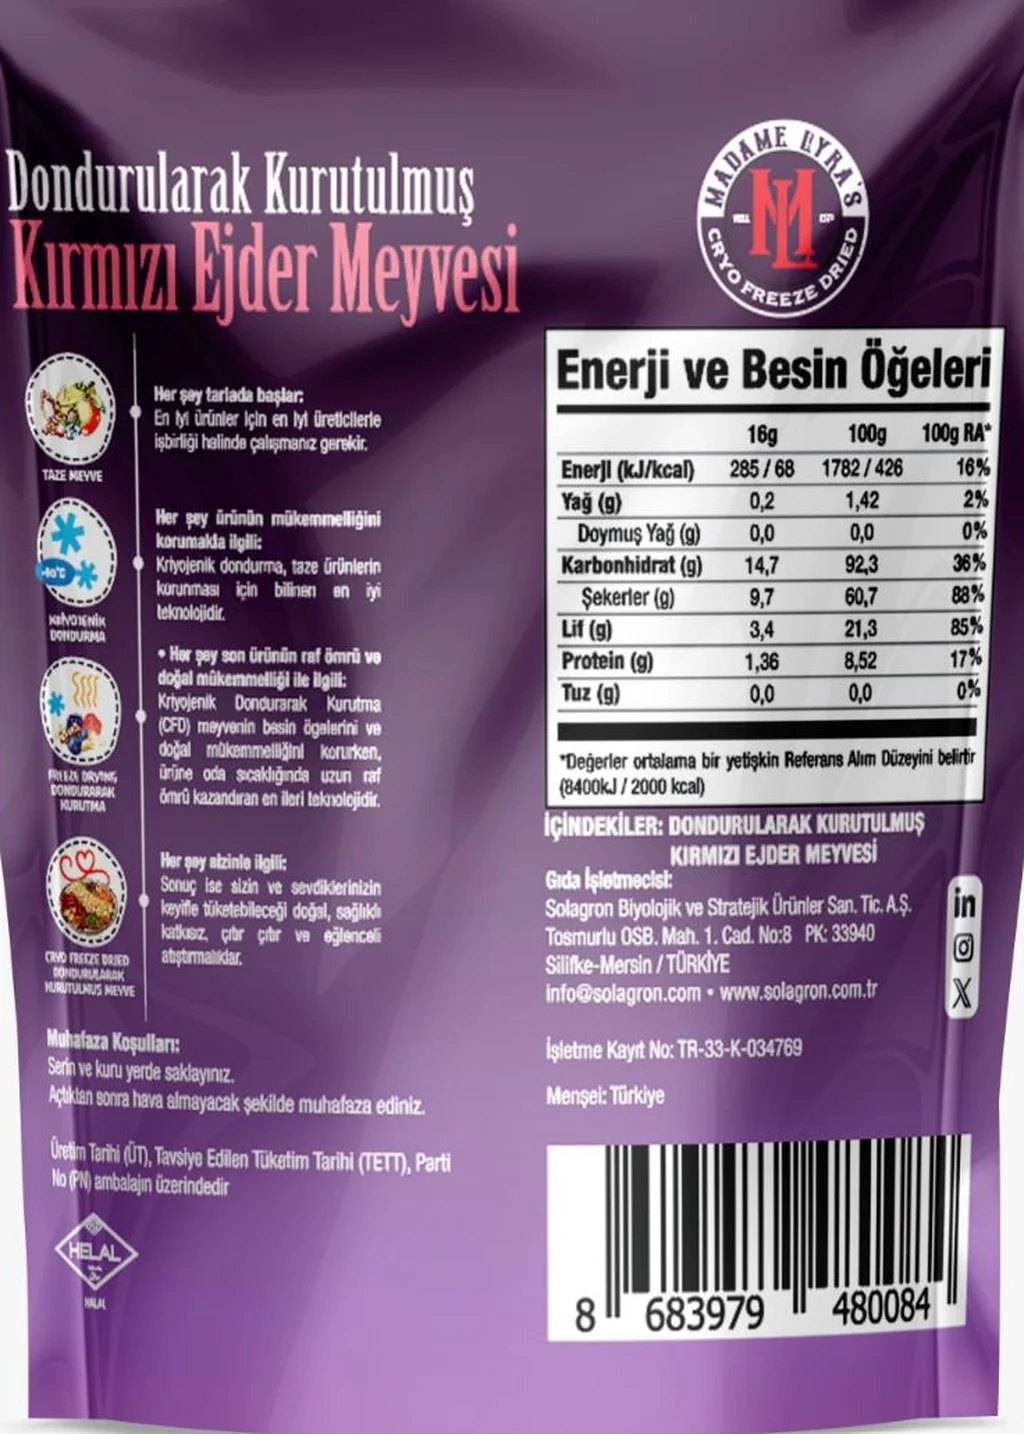 Dondurularak Kurutulmuş
Kırmızı Ejder Meyvesi
MADAME LYRA'S
ML
CRYO FREEZE DRIED
TAZE MEYVE
Her şey tarlada başlar:
En iyi ürünler için en iyi üreticilerle
işbirliği halinde çalışmanız gerekir.
-90°C
KRİYOJENİK
DONDURMA
Her şey ürünün mükemmelliğini
korumakla ilgili:
Kriyojenik dondurma, taze ürünlerin
korunması için bilinen en iyi
teknolojidir.
FREEZE DRYING
DONDURARAK
KURUTMA
• Her şey son ürünün raf ömrü ve
doğal mükemmelliği ile ilgili:
Kriyojenik Dondurarak Kurutma
(CFD) meyvenin besin ögelerini ve
doğal mükemmelliğini korurken,
ürüne oda sıcaklığında uzun raf
ömrü kazandıran en ileri teknolojidir.
CRYO FREEZE DRIED
DONDURULARAK
KURUTULMUŞ MEYVE
Her şey sizinle ilgili:
Sonuç ise sizin ve sevdiklerinizin
keyifle tüketebileceği doğal, sağlıklı
katkısız, çıtır çıtır ve eğlenceli
atıştırmalıklar.
Muhafaza Koşulları:
Serin ve kuru yerde saklayınız.
Açtıktan sonra hava almayacak şekilde muhafaza ediniz.
Üretim Tarihi (ÜT), Tavsiye Edilen Tüketim Tarihi (TETT), Parti
No (PN) ambalajın üzerindedir
HELAL
HALAL
Enerji ve Besin Öğeleri
16g 100g 100g RA*
Enerji (kJ/kcal) 285 / 68 1782 / 426 16%
Yağ (g) 0,2 1,42 2%
Doymuş Yağ (g) 0,0 0,0 0%
Karbonhidrat (g) 14,7 92,3 36%
Şekerler (g) 9,7 60,7 88%
Lif (g) 3,4 21,3 85%
Protein (g) 1,36 8,52 17%
Tuz (g) 0,0 0,0 0%
*Değerler ortalama bir yetişkin Referans Alım Düzeyini belirtir
(8400kJ / 2000 kcal)
İÇİNDEKİLER: DONDURULARAK KURUTULMUŞ
KIRMIZI EJDER MEYVESİ
Gıda İşletmecisi:
Solagron Biyolojik ve Stratejik Ürünler San. Tic. A.Ş.
Tosmurlu OSB. Mah. 1. Cad. No:8 PK: 33940
Silifke-Mersin / TÜRKİYE
info@solagron.com • www.solagron.com.tr
in
X
İşletme Kayıt No: TR-33-K-034769
Menşei: Türkiye
8 683979 480084